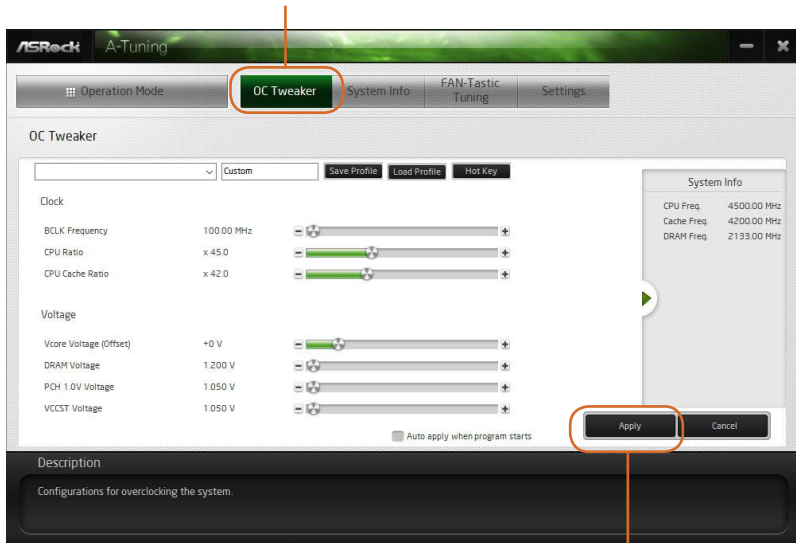 ASRock A-Tuning
Operation Mode OC Tweaker System Info FAN-Tastic Tuning Settings
OC Tweaker
Custom Save Profile Load Profile Hot Key
System Info
CPU Freq. 4500.00 MHz
Cache Freq. 4200.00 MHz
DRAM Freq. 2133.00 MHz
Clock
BCLK Frequency 100.00 MHz
CPU Ratio x 45.0
CPU Cache Ratio x 42.0
Voltage
Vcore Voltage (Offset) +0 V
DRAM Voltage 1.200 V
PCH 1.0V Voltage 1.050 V
VCCST Voltage 1.050 V
Auto apply when program starts
Apply Cancel
Description
Configurations for overclocking the system.